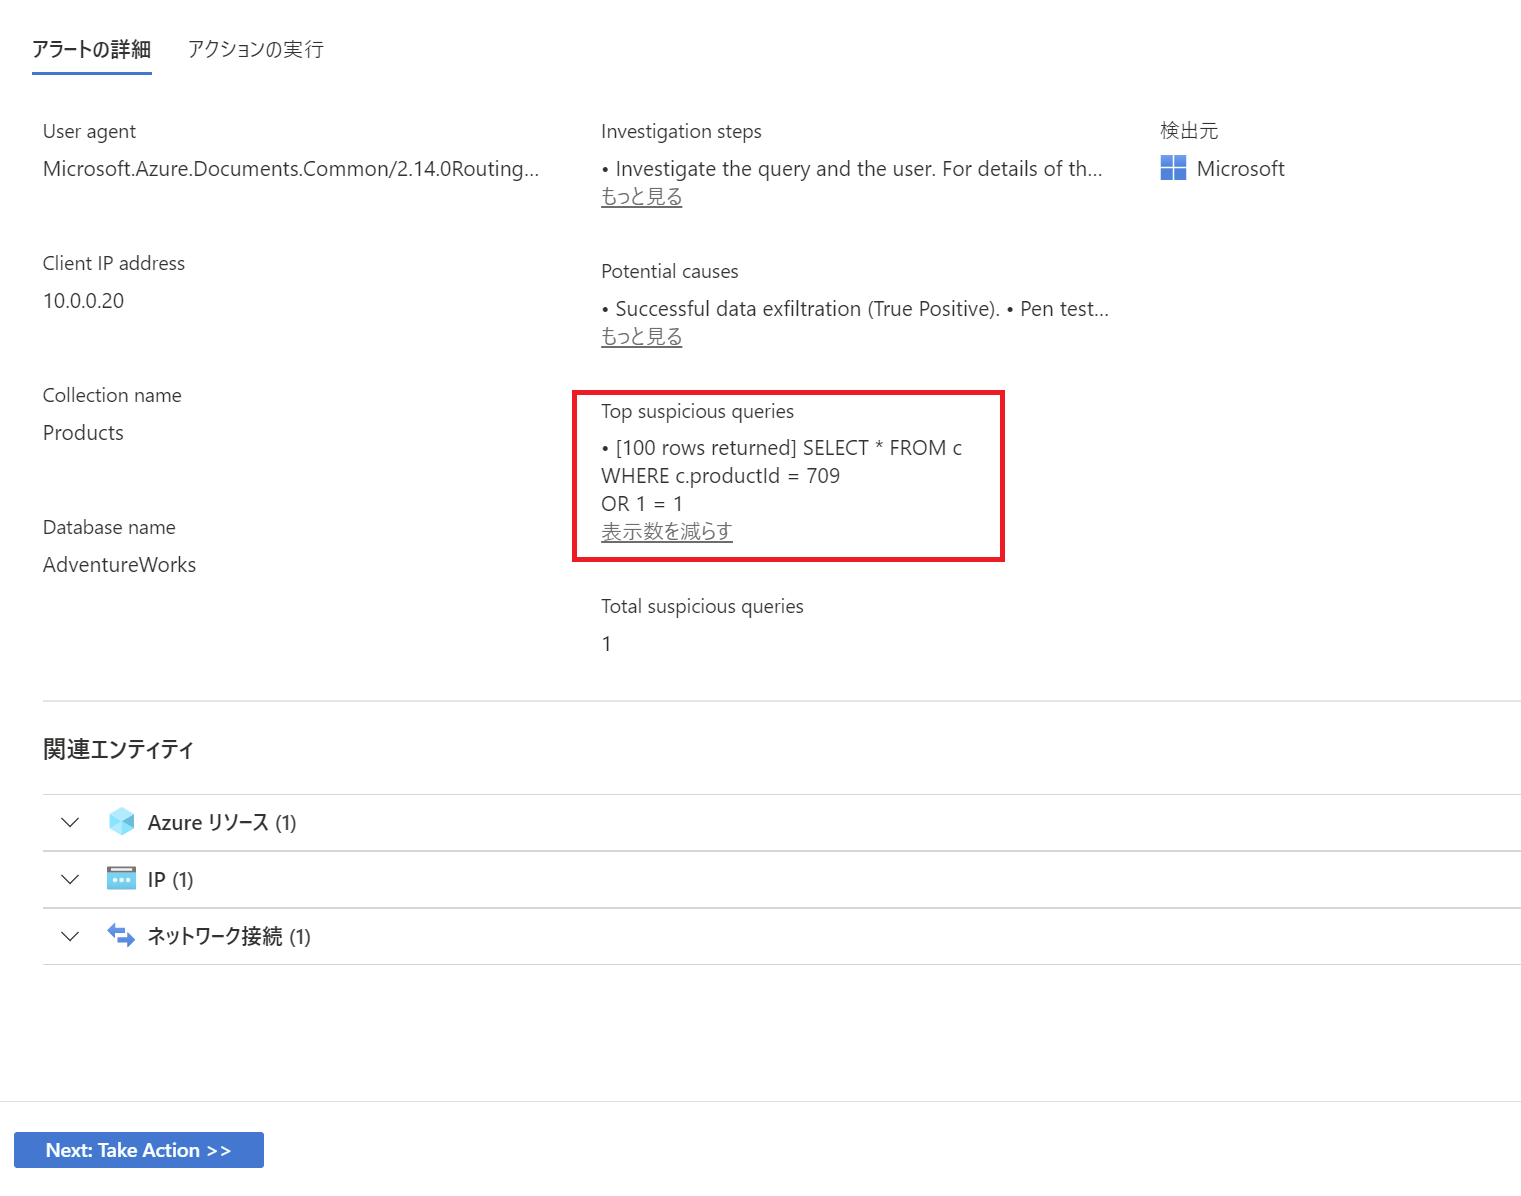 アラートの詳細
アクションの実行
User agent
Microsoft.Azure.Documents.Common/2.14.0Routing...
Client IP address
10.0.0.20
Collection name
Products
Database name
AdventureWorks
Investigation steps
• Investigate the query and the user. For details of th...
もっと見る
Potential causes
• Successful data exfiltration (True Positive). • Pen test...
もっと見る
Top suspicious queries
• [100 rows returned] SELECT * FROM c
WHERE c.productId = 709
OR 1 = 1
表示数を減らす
Total suspicious queries
1
検出元
Microsoft
関連エンティティ
Azure リソース (1)
IP (1)
ネットワーク接続 (1)
Next: Take Action >>